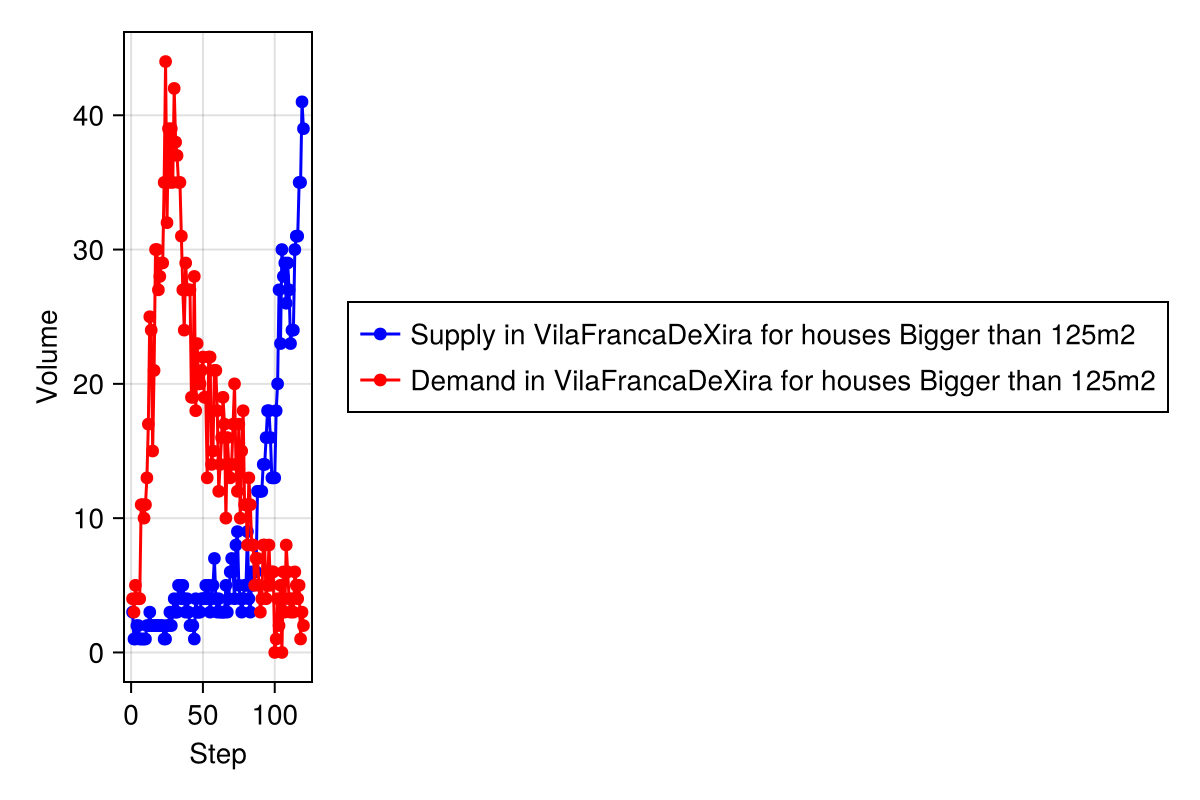 40
30
20
10
0
Volume
0 50 100
Step
Supply in VilaFrancaDeXira for houses Bigger than 125m2
Demand in VilaFrancaDeXira for houses Bigger than 125m2